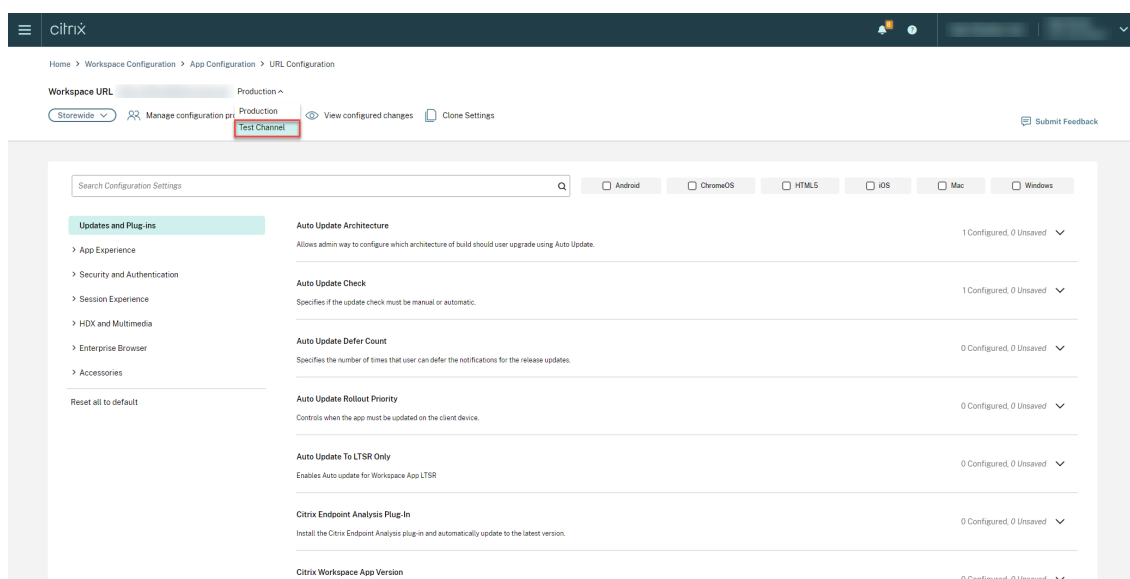 citrix
8
?
Home > Workspace Configuration > App Configuration > URL Configuration
Workspace URL
Production
Storewide
Manage configuration pr
Production
Test Channel
View configured changes
Clone Settings
Submit Feedback
Search Configuration Settings
Android
ChromeOS
HTML5
iOS
Mac
Windows
Updates and Plug-ins
> App Experience
> Security and Authentication
> Session Experience
> HDX and Multimedia
> Enterprise Browser
> Accessories
Reset all to default
Auto Update Architecture
1 Configured, 0 Unsaved
Allows admin way to configure which architecture of build should user upgrade using Auto Update.
Auto Update Check
1 Configured, 0 Unsaved
Specifies if the update check must be manual or automatic.
Auto Update Defer Count
0 Configured, 0 Unsaved
Specifies the number of times that user can defer the notifications for the release updates.
Auto Update Rollout Priority
0 Configured, 0 Unsaved
Controls when the app must be updated on the client device.
Auto Update To LTSR Only
0 Configured, 0 Unsaved
Enables Auto update for Workspace App LTSR
Citrix Endpoint Analysis Plug-In
0 Configured, 0 Unsaved
Install the Citrix Endpoint Analysis plug-in and automatically update to the latest version.
Citrix Workspace App Version
0 Configured, 0 Unsaved